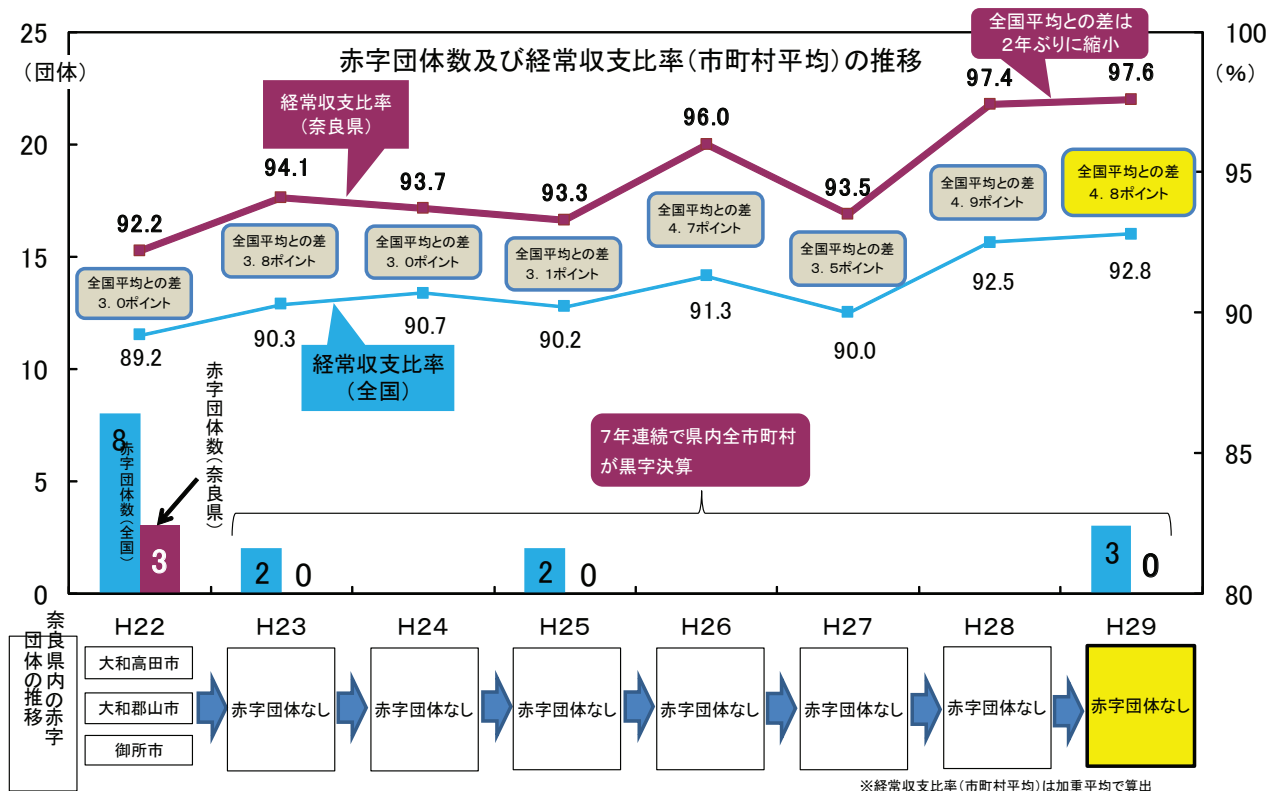 25
(団体)
20
15
10
5
0
赤字団体数及び経常収支比率(市町村平均)の推移
全国平均との差は
2年ぶりに縮小
100
(%)
95
90
85
80
経常収支比率
(奈良県)
92.2
94.1
93.7
93.3
96.0
93.5
97.4
97.6
全国平均との差
3.0ポイント
全国平均との差
3.8ポイント
全国平均との差
3.0ポイント
全国平均との差
3.1ポイント
全国平均との差
4.7ポイント
全国平均との差
3.5ポイント
全国平均との差
4.9ポイント
全国平均との差
4.8ポイント
89.2
90.3
90.7
90.2
91.3
90.0
92.5
92.8
経常収支比率
(全国)
赤字団体数(奈良県)
7年連続で県内全市町村
が黒字決算
8
赤字団体数(全国)
3
2
0
2
0
3
0
H22
H23
H24
H25
H26
H27
H28
H29
奈良県内の赤字
団体の推移
大和高田市
大和郡山市
御所市
赤字団体なし
赤字団体なし
赤字団体なし
赤字団体なし
赤字団体なし
赤字団体なし
赤字団体なし
※経常収支比率(市町村平均)は加重平均で算出